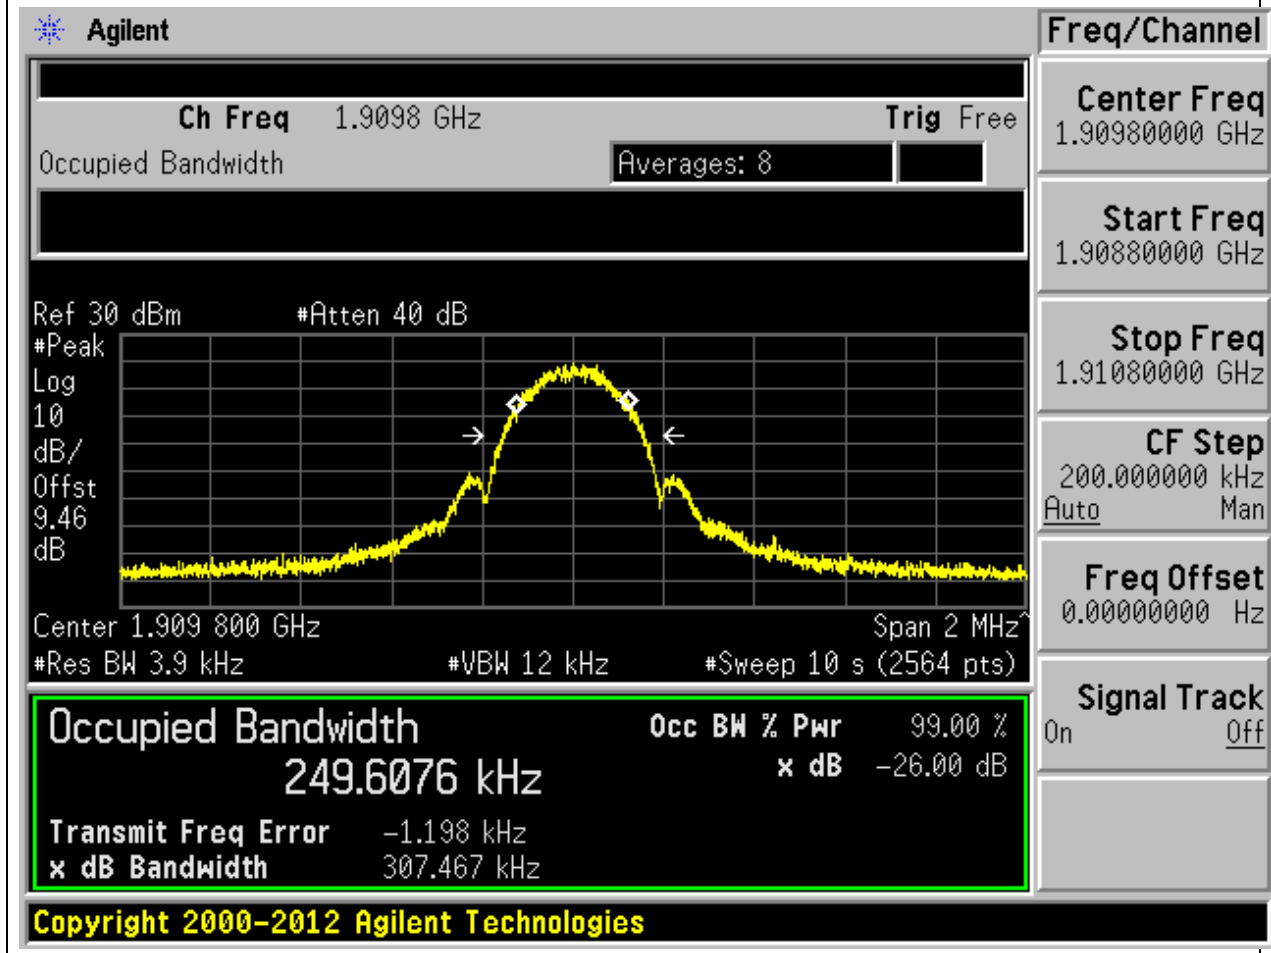 Agilent
Freq/Channel
Ch Freq 1.9098 GHz Trig Free
Occupied Bandwidth Averages: 8
Center Freq
1.90980000 GHz
Start Freq
1.90880000 GHz
Stop Freq
1.91080000 GHz
CF Step
200.000000 kHz
Auto Man
Freq Offset
0.00000000 Hz
Signal Track
On Off
Ref 30 dBm #Atten 40 dB
#Peak
Log
10
dB/
Offst
9.46
dB
Center 1.909 800 GHz Span 2 MHz^
#Res BW 3.9 kHz #VBW 12 kHz #Sweep 10 s (2564 pts)
Occupied Bandwidth
249.6076 kHz
Occ BW % Pwr 99.00 %
x dB -26.00 dB
Transmit Freq Error -1.198 kHz
x dB Bandwidth 307.467 kHz
Copyright 2000-2012 Agilent Technologies